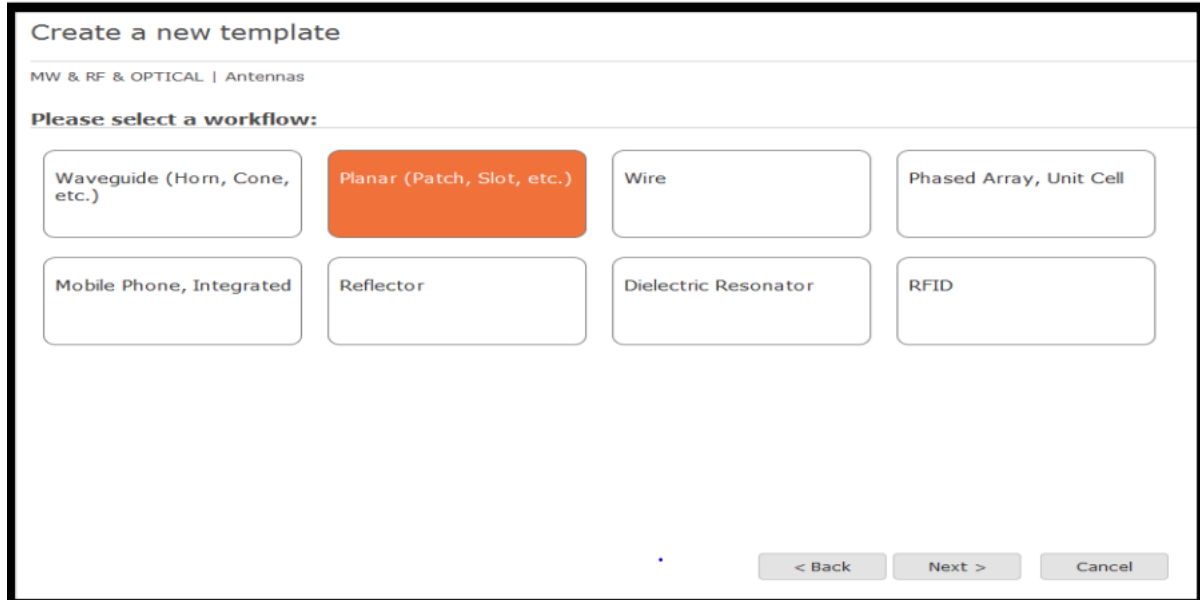 Create a new template
MW & RF & OPTICAL | Antennas
Please select a workflow:
Waveguide (Horn, Cone,
etc.)
Planar (Patch, Slot, etc.)
Wire
Phased Array, Unit Cell
Mobile Phone, Integrated
Reflector
Dielectric Resonator
RFID
< Back
Next >
Cancel